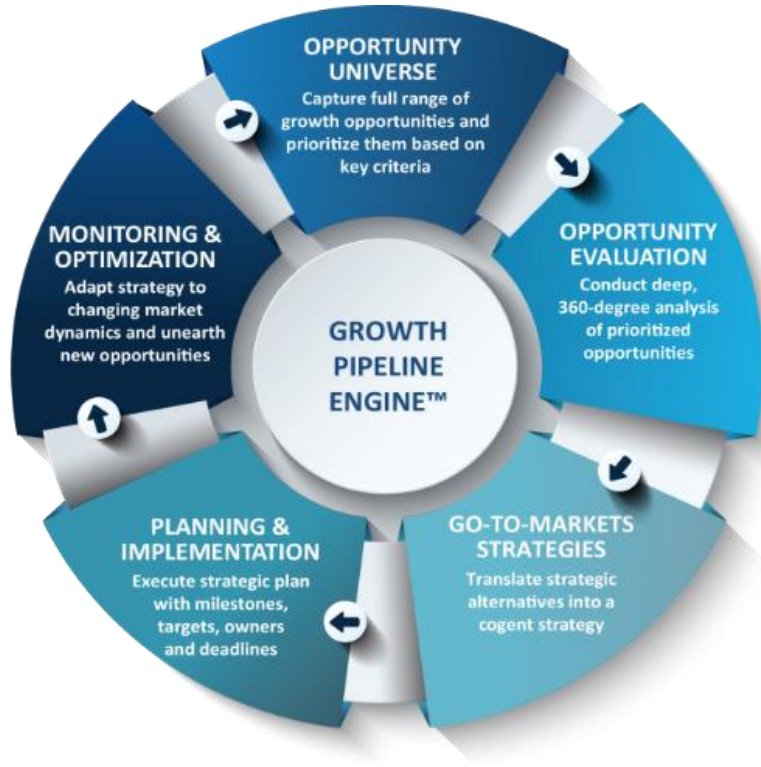 OPPORTUNITY
UNIVERSE
Capture full range of
growth opportunities and
prioritize them based on
key criteria
OPPORTUNITY
EVALUATION
Conduct deep,
360-degree analysis
of prioritized
opportunities
GO-TO-MARKETS
STRATEGIES
Translate strategic
alternatives into a
cogent strategy
PLANNING &
IMPLEMENTATION
Execute strategic plan
with milestones,
targets, owners
and deadlines
MONITORING &
OPTIMIZATION
Adapt strategy to
changing market
dynamics and unearth
new opportunities
GROWTH
PIPELINE
ENGINE™